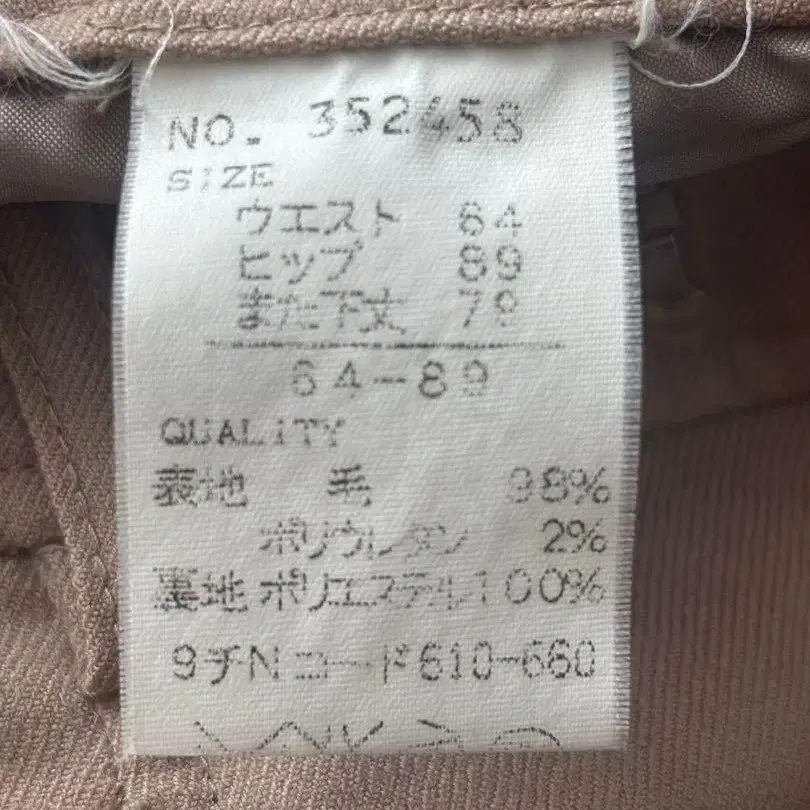 NO. 352458
SIZE
ウエスト 64
ヒップ 89
また下丈 79
64-89
QUALITY
表地 毛 98%
ポリウレタン 2%
裏地 ポリエステル100%
9チNコード610-660